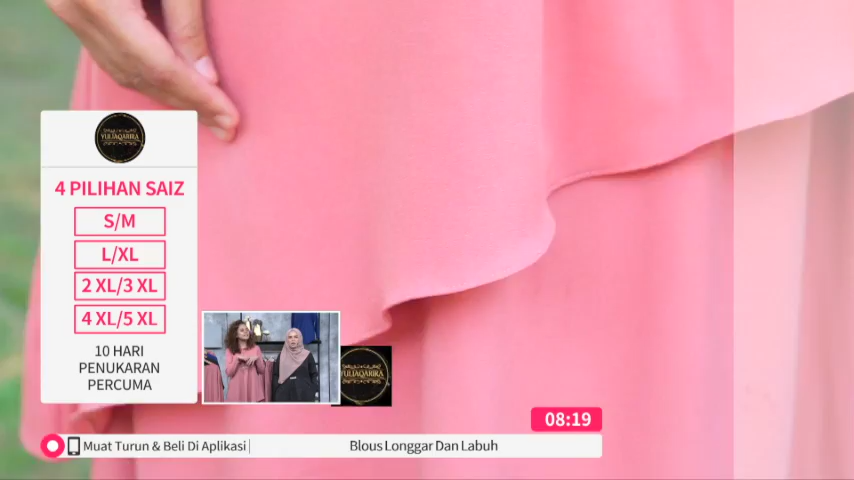 YULIAQARIRA
4 PILIHAN SAIZ
S/M
L/XL
2 XL/3 XL
4 XL/5 XL
10 HARI
PENUKARAN
PERCUMA
YULIAQARIRA
08:19
Muat Turun & Beli Di Aplikasi
Blous Longgar Dan Labuh